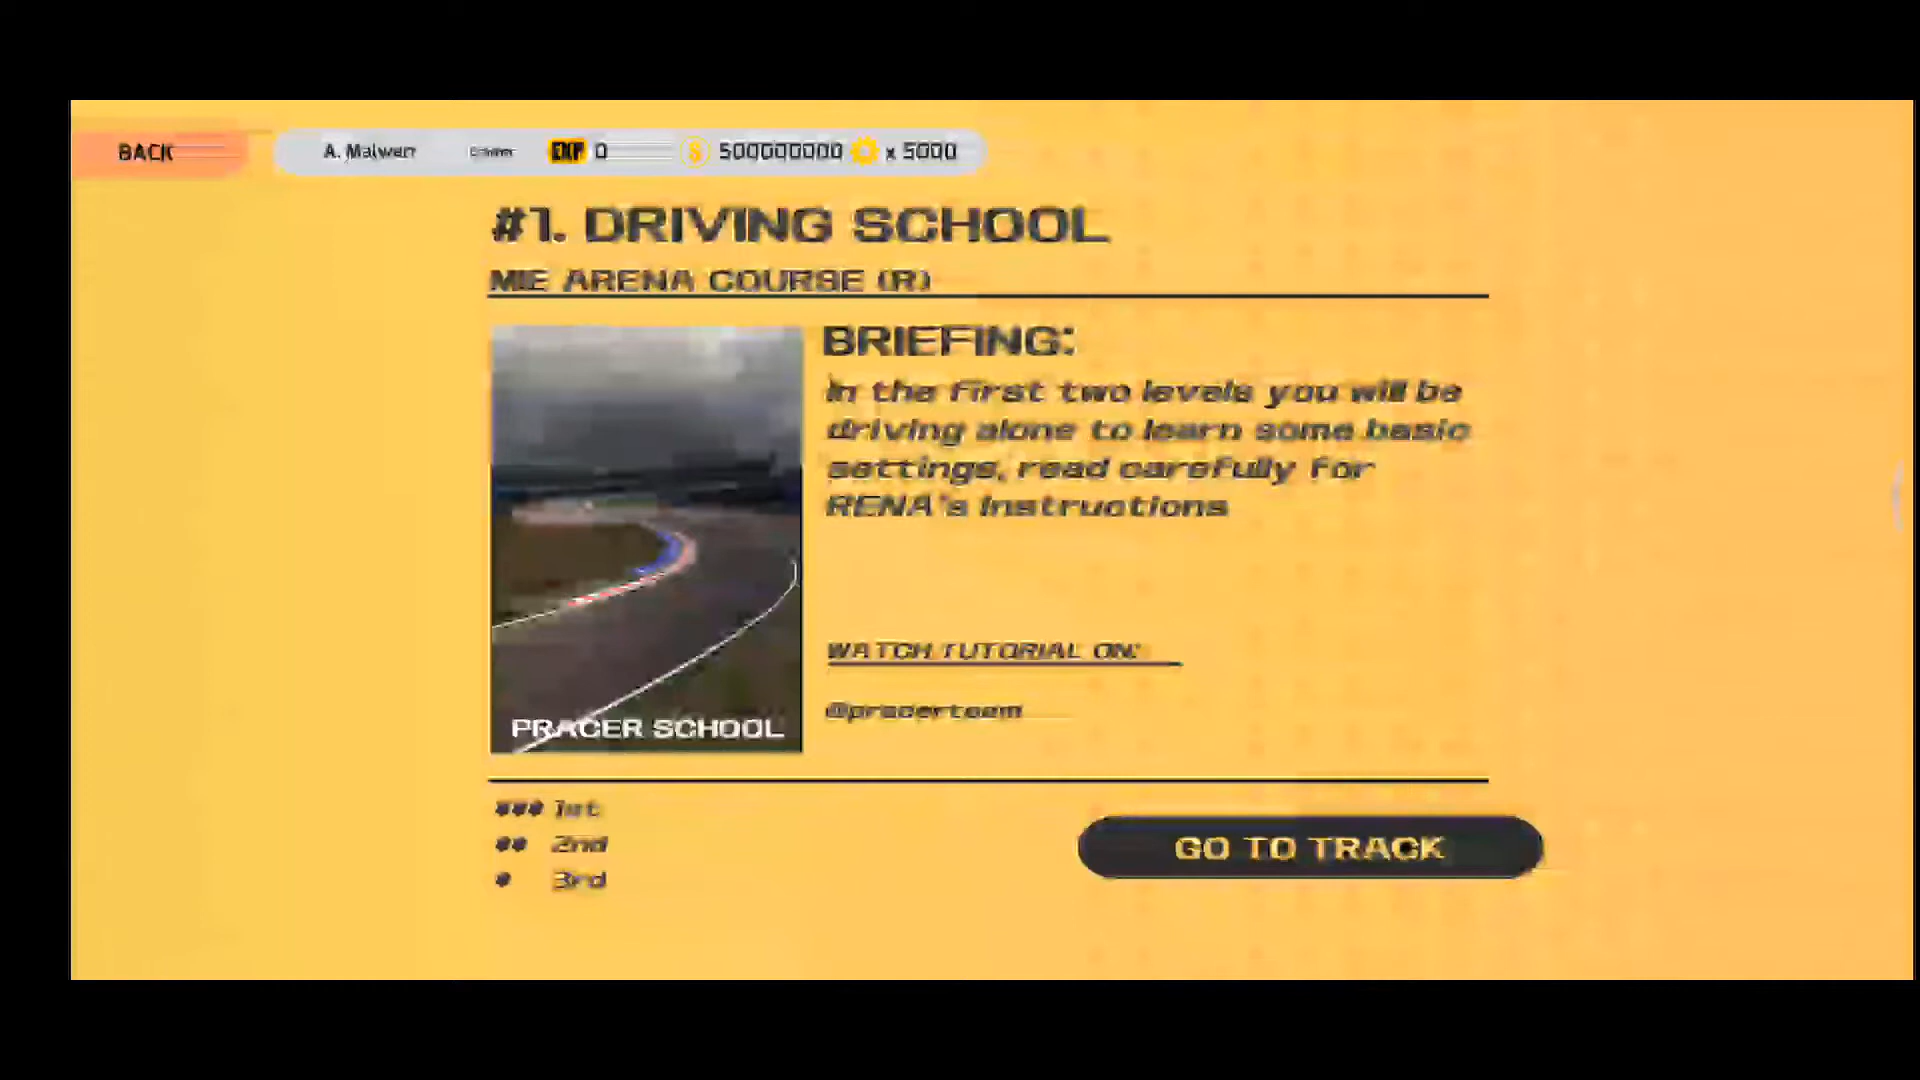 BACK
A. Malwarr EXP 0 $ 500000000 x 5000
#1. DRIVING SCHOOL
MIE ARENA COURSE (R)
BRIEFING:
In the first two levels you will be
driving alone to learn some basic
settings, read carefully for
RENA's instructions
WATCH TUTORIAL ON:
@pracerteam
PRACER SCHOOL
### 1st
## 2nd
# 3rd
GO TO TRACK